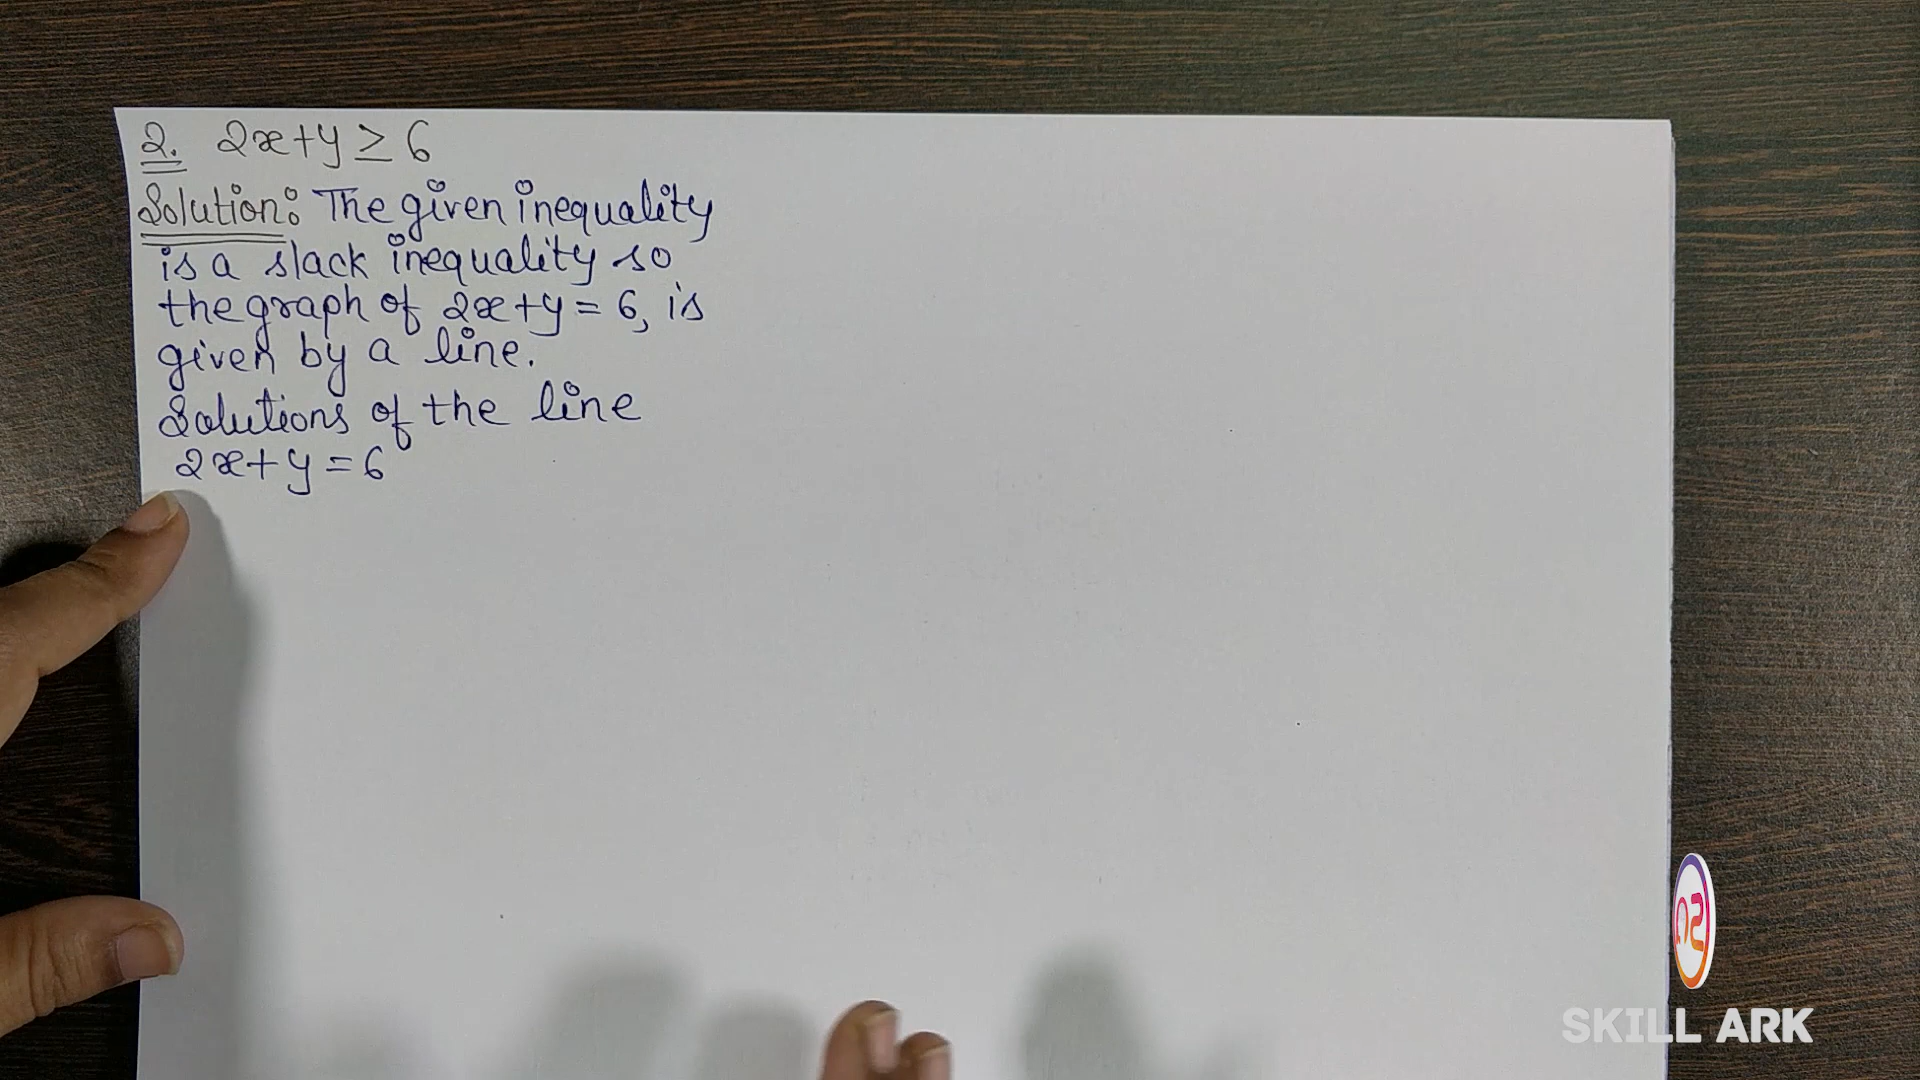 2. 2x+y ≥ 6
Solution: The given inequality
is a slack inequality so
the graph of 2x+y = 6, is
given by a line.
Solutions of the line
2x+y = 6
SKILL ARK